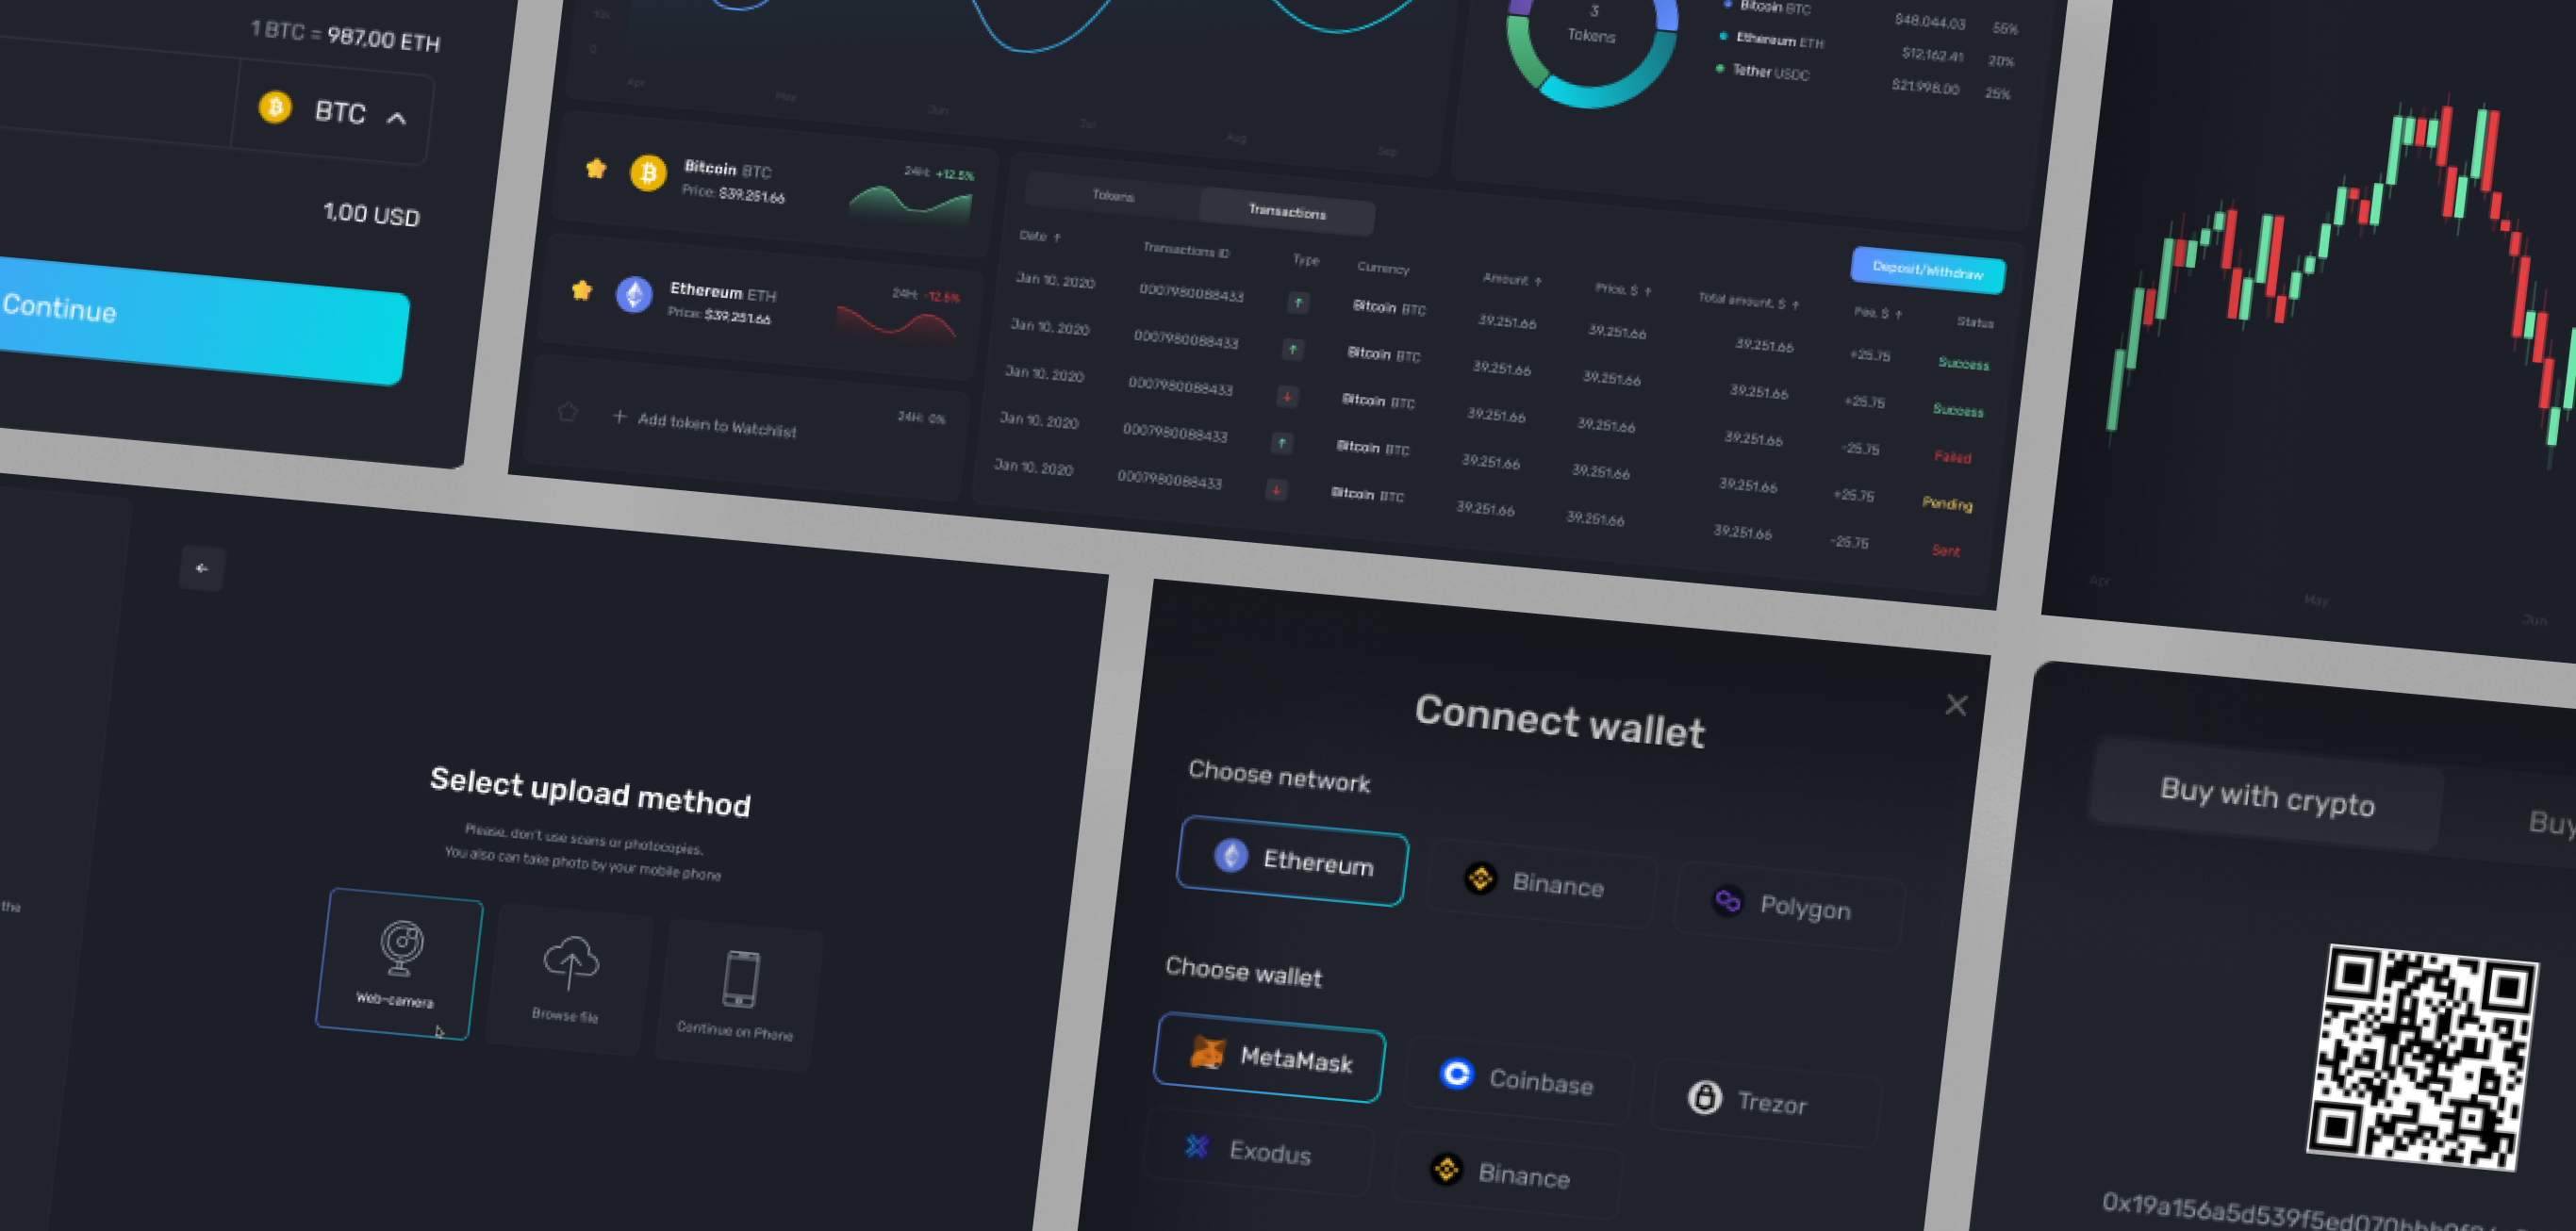 1 BTC = 987,00 ETH
BTC
1,00 USD
Continue
10k
0
Apr
May
Jun
Jul
Aug
Sep
3
Tokens
Bitcoin BTC $48,044.03 55%
Ethereum ETH $12,162.41 20%
Tether USDC $21,998.00 25%
Bitcoin BTC
Price: $39,251.66
24H: +12.5%
Ethereum ETH
Price: $39,251.66
24H: -12.5%
+ Add token to Watchlist
24H: 0%
Tokens
Transactions
Deposit/Withdraw
Date ↑ Transactions ID Type Currency Amount ↑ Price, $ ↑ Total amount, $ ↑ Fee, $ ↑ Status
Jan 10, 2020 0007980088433 ↑ Bitcoin BTC 39,251.66 39,251.66 39,251.66 +25.75 Success
Jan 10, 2020 0007980088433 ↑ Bitcoin BTC 39,251.66 39,251.66 39,251.66 +25.75 Success
Jan 10, 2020 0007980088433 ↓ Bitcoin BTC 39,251.66 39,251.66 39,251.66 -25.75 Failed
Jan 10, 2020 0007980088433 ↑ Bitcoin BTC 39,251.66 39,251.66 39,251.66 +25.75 Pending
Jan 10, 2020 0007980088433 ↓ Bitcoin BTC 39,251.66 39,251.66 39,251.66 -25.75 Sent
Apr
May
Jun
the
Select upload method
Please, don't use scans or photocopies.
You also can take photo by your mobile phone
Web-camera
Browse file
Continue on Phone
Connect wallet
Choose network
Ethereum
Binance
Polygon
Choose wallet
MetaMask
Coinbase
Trezor
Exodus
Binance
Buy with crypto
Buy